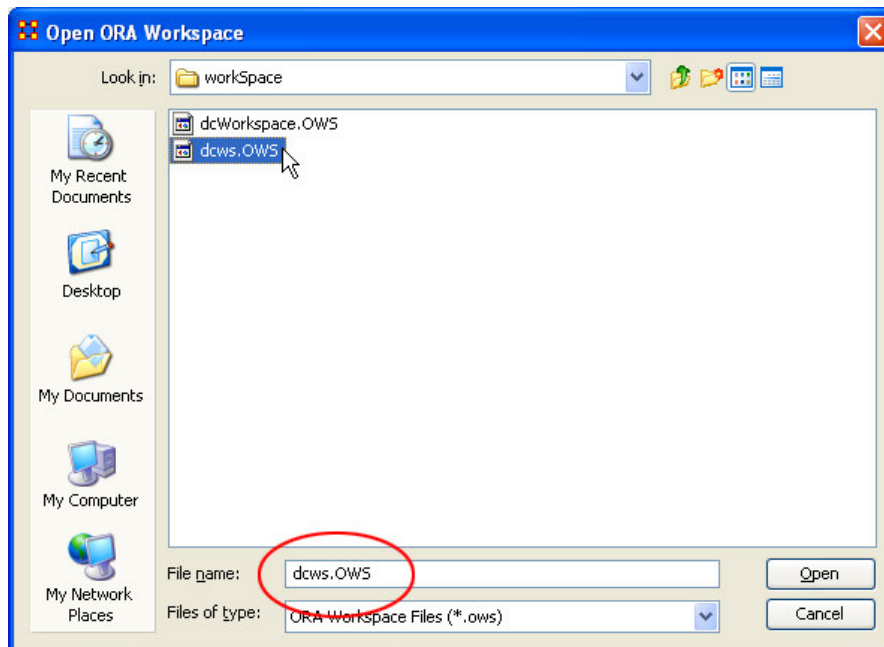 Open ORA Workspace
Look in: workSpace
dcWorkspace.OWS
dcws.OWS
My Recent
Documents
Desktop
My Documents
My Computer
My Network
Places
File name: dcws.OWS Open
Files of type: ORA Workspace Files (*.ows) Cancel